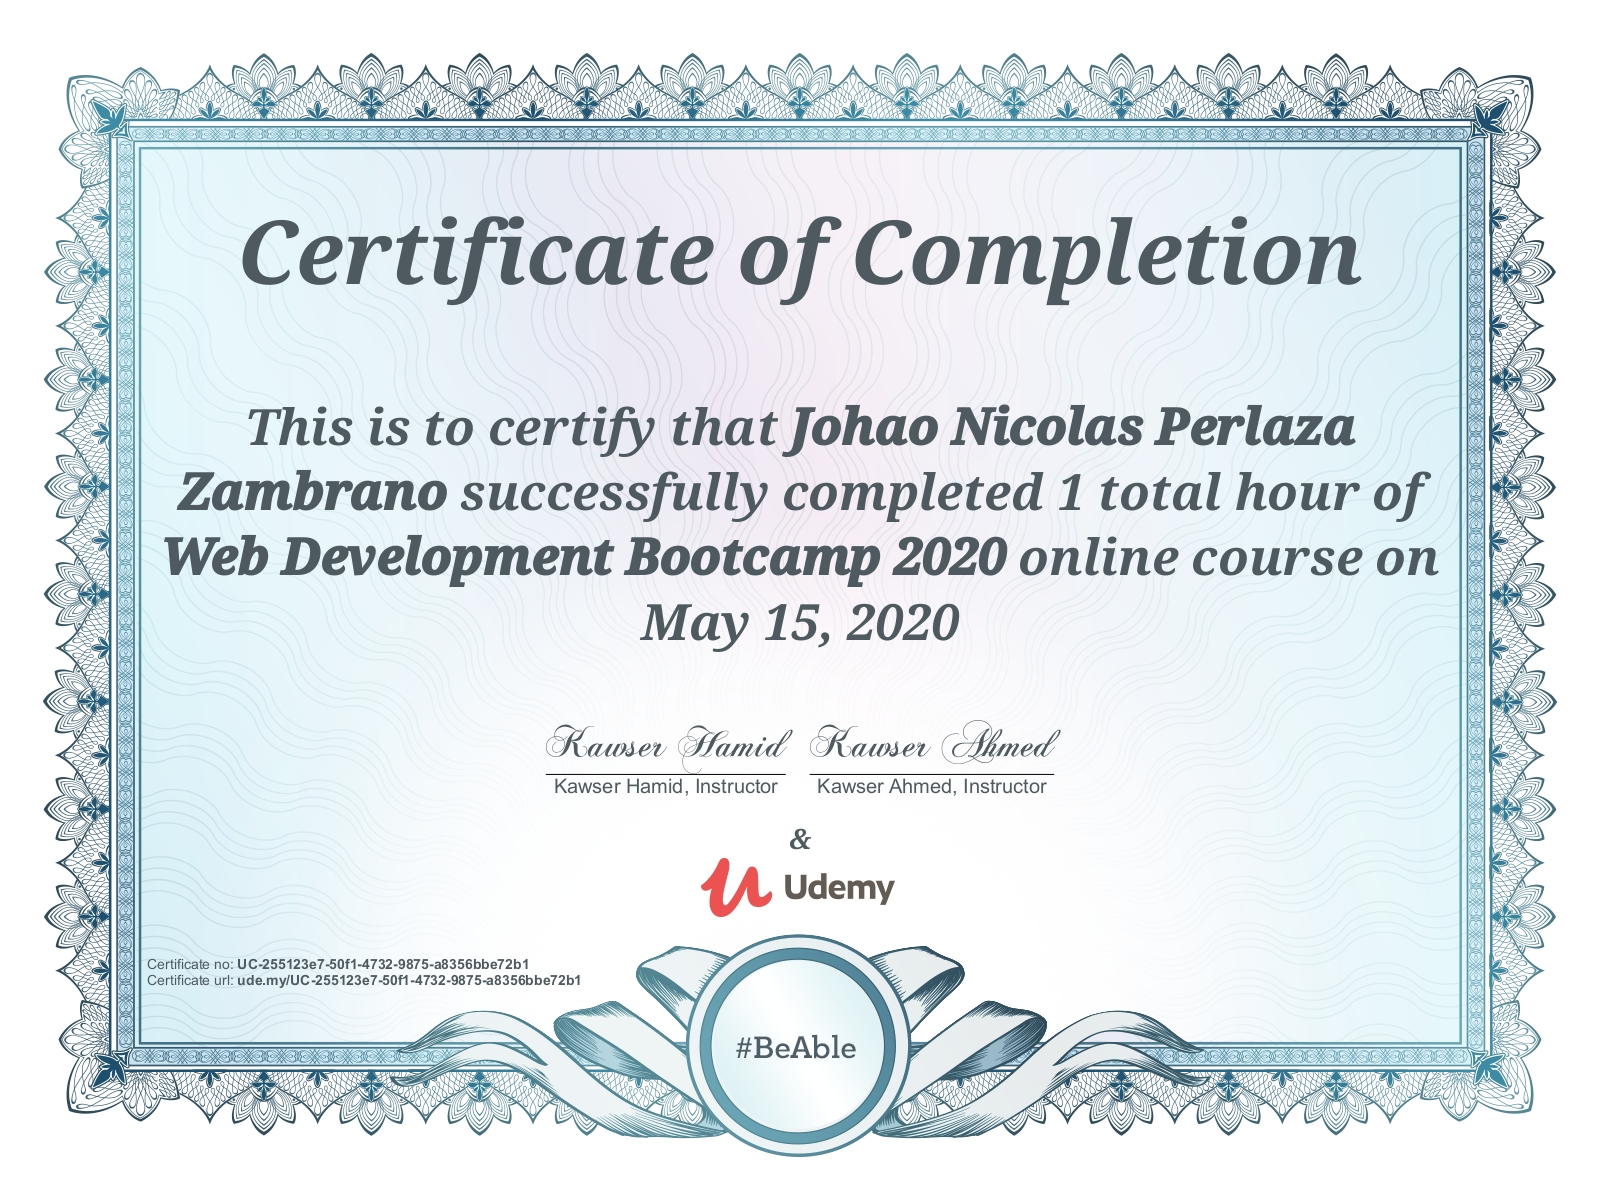 Certificate of Completion
This is to certify that Johao Nicolas Perlaza
Zambrano successfully completed 1 total hour of
Web Development Bootcamp 2020 online course on
May 15, 2020
Kawser Hamid Kawser Ahmed
Kawser Hamid, Instructor Kawser Ahmed, Instructor
&
Udemy
Certificate no: UC-255123e7-50f1-4732-9875-a8356bbe72b1
Certificate url: ude.my/UC-255123e7-50f1-4732-9875-a8356bbe72b1
#BeAble